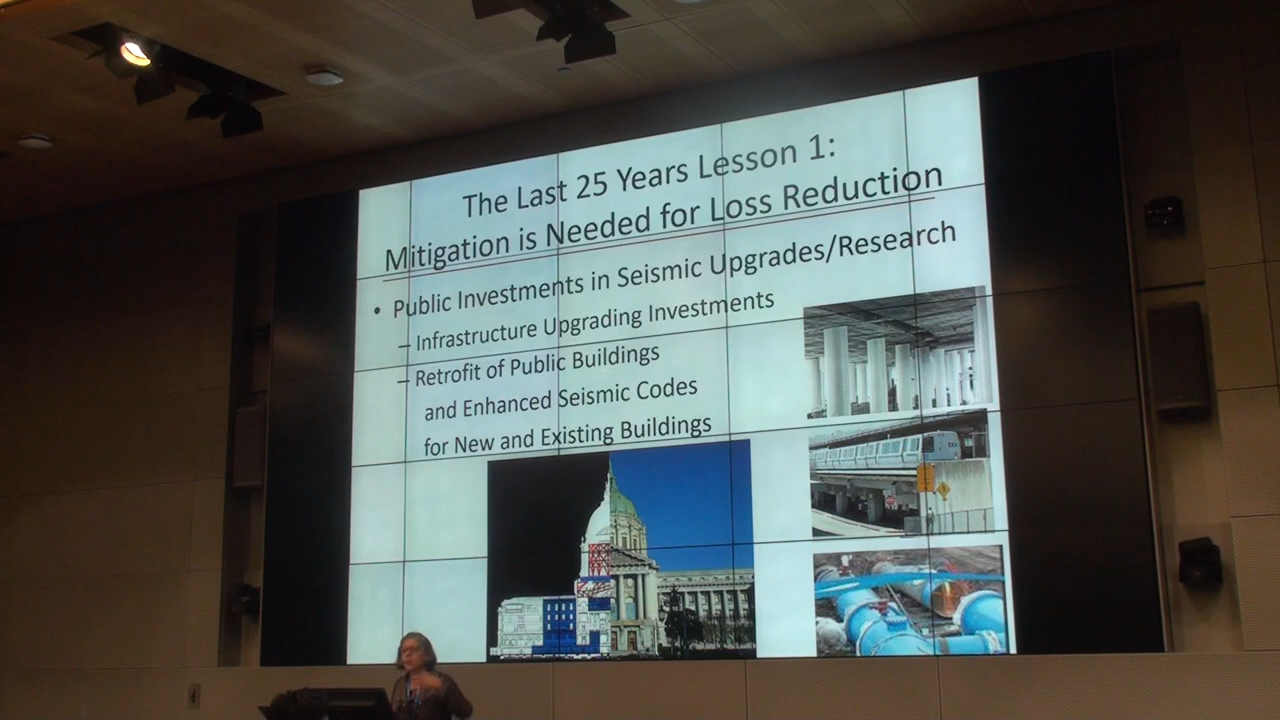 The Last 25 Years Lesson 1:
Mitigation is Needed for Loss Reduction
• Public Investments in Seismic Upgrades/Research
– Infrastructure Upgrading Investments
– Retrofit of Public Buildings
and Enhanced Seismic Codes
for New and Existing Buildings